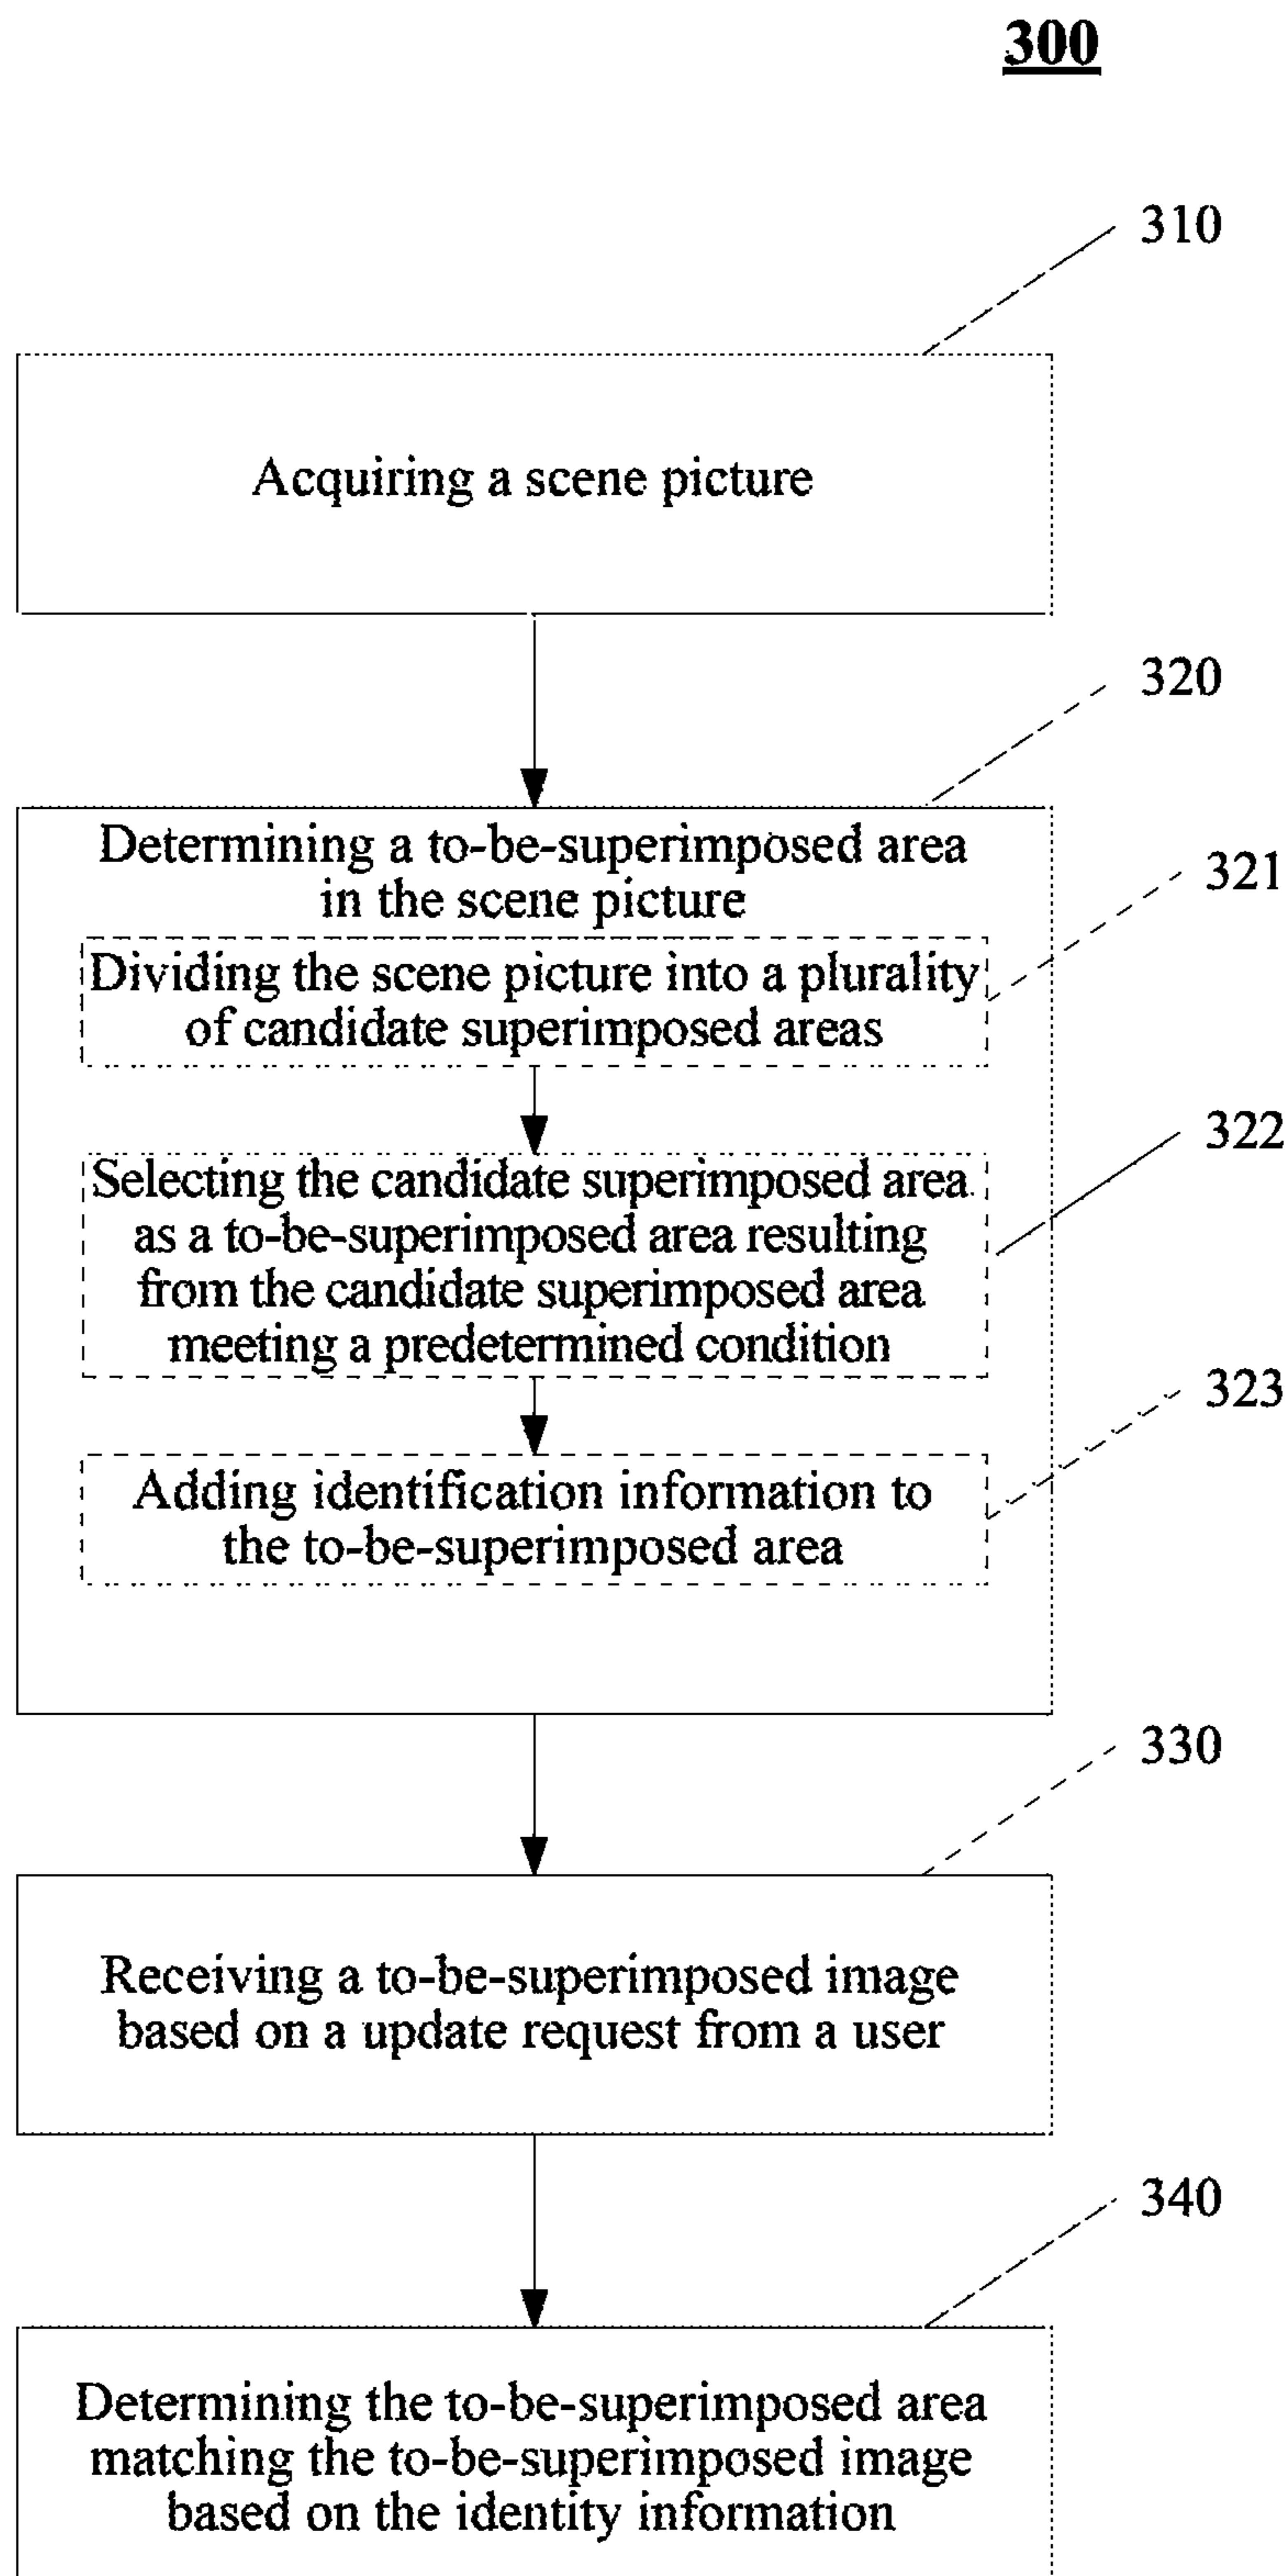 300
310
Acquiring a scene picture
320
Determining a to-be-superimposed area
in the scene picture
321
Dividing the scene picture into a plurality
of candidate superimposed areas
322
Selecting the candidate superimposed area
as a to-be-superimposed area resulting
from the candidate superimposed area
meeting a predetermined condition
323
Adding identification information to
the to-be-superimposed area
330
Receiving a to-be-superimposed image
based on a update request from a user
340
Determining the to-be-superimposed area
matching the to-be-superimposed image
based on the identity information